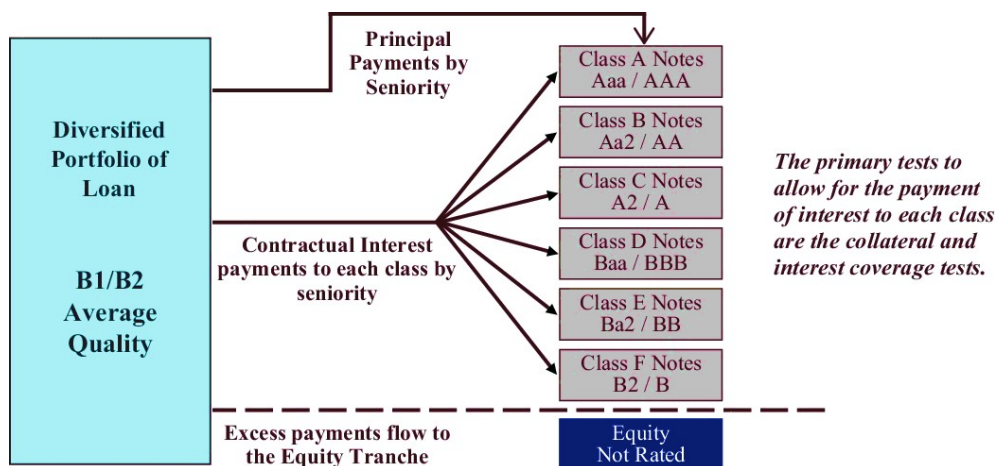 Diversified
Portfolio of
Loan
B1/B2
Average
Quality
Principal
Payments by
Seniority
Contractual Interest
payments to each class by
seniority
Class A Notes
Aaa / AAA
Class B Notes
Aa2 / AA
Class C Notes
A2 / A
Class D Notes
Baa / BBB
Class E Notes
Ba2 / BB
Class F Notes
B2 / B
The primary tests to
allow for the payment
of interest to each class
are the collateral and
interest coverage tests.
Excess payments flow to
the Equity Tranche
Equity
Not Rated